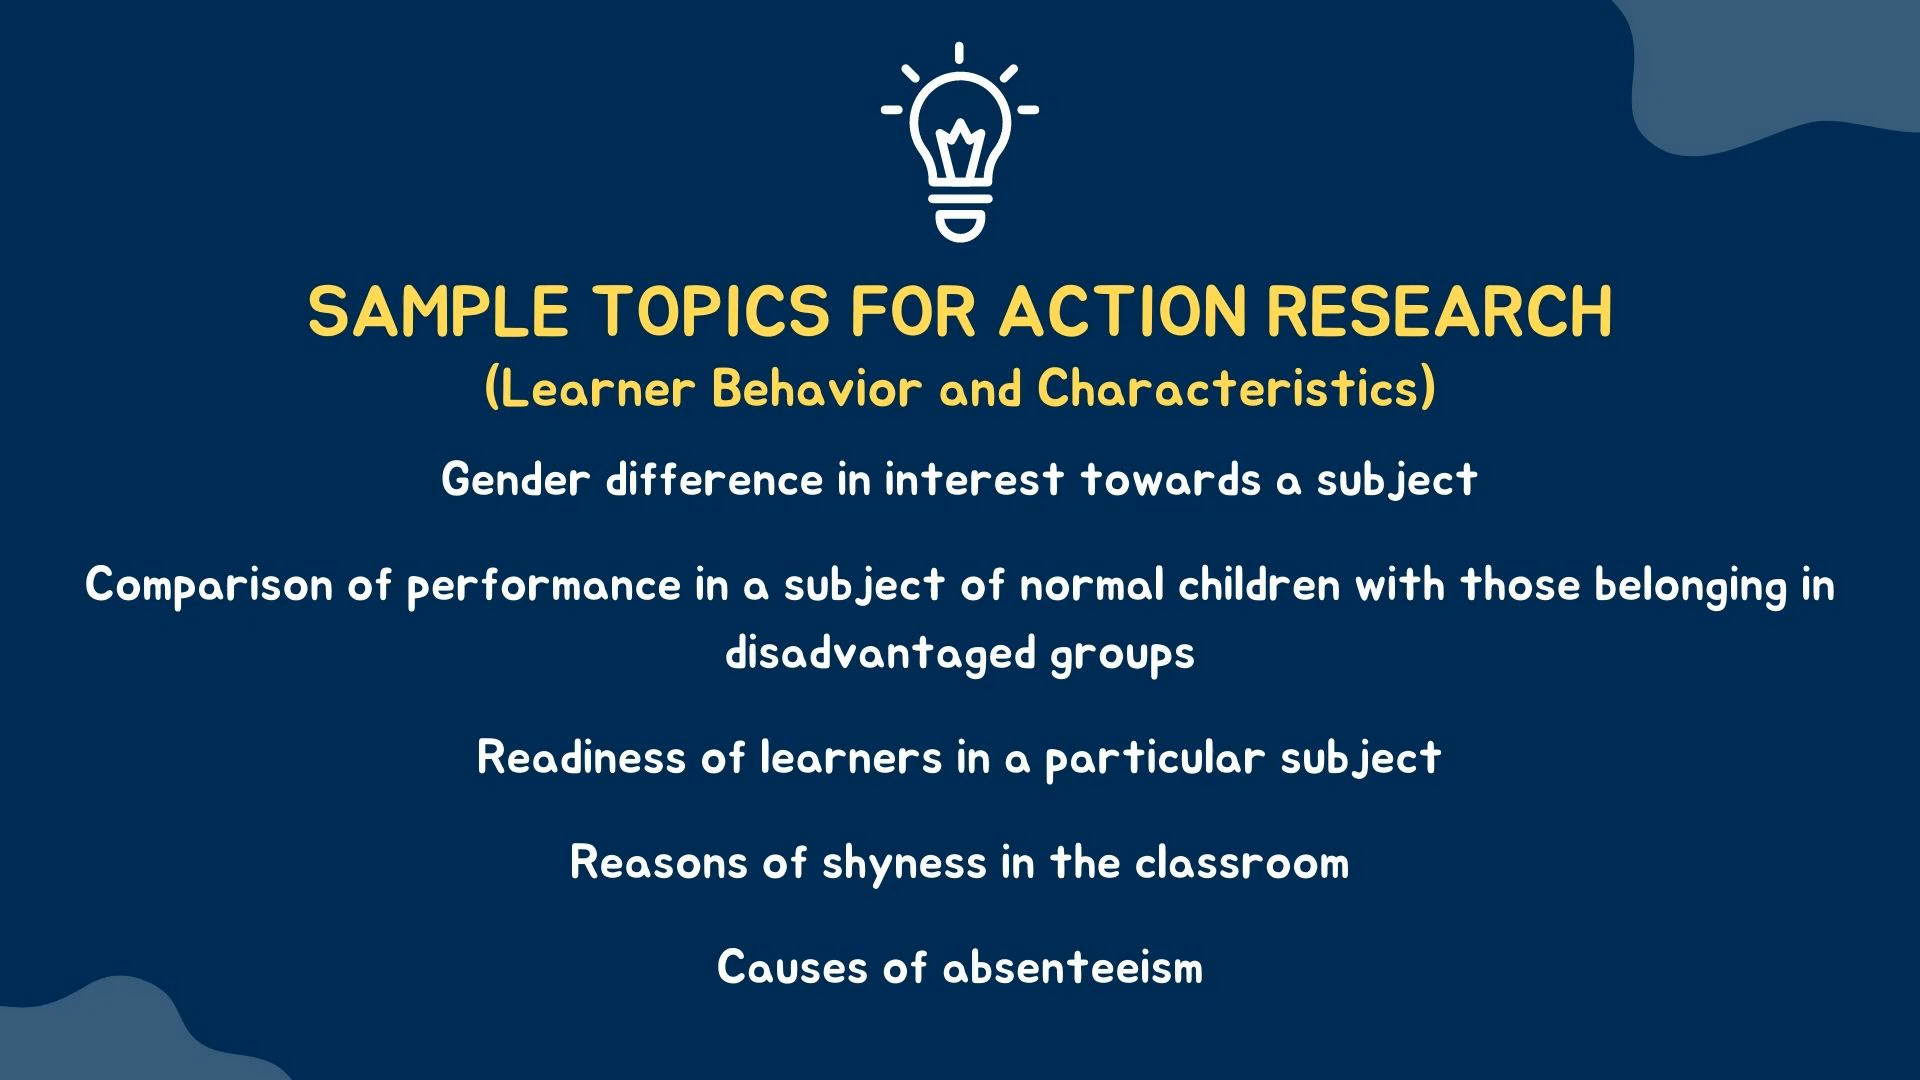 SAMPLE TOPICS FOR ACTION RESEARCH
(Learner Behavior and Characteristics)
Gender difference in interest towards a subject
Comparison of performance in a subject of normal children with those belonging in
disadvantaged groups
Readiness of learners in a particular subject
Reasons of shyness in the classroom
Causes of absenteeism